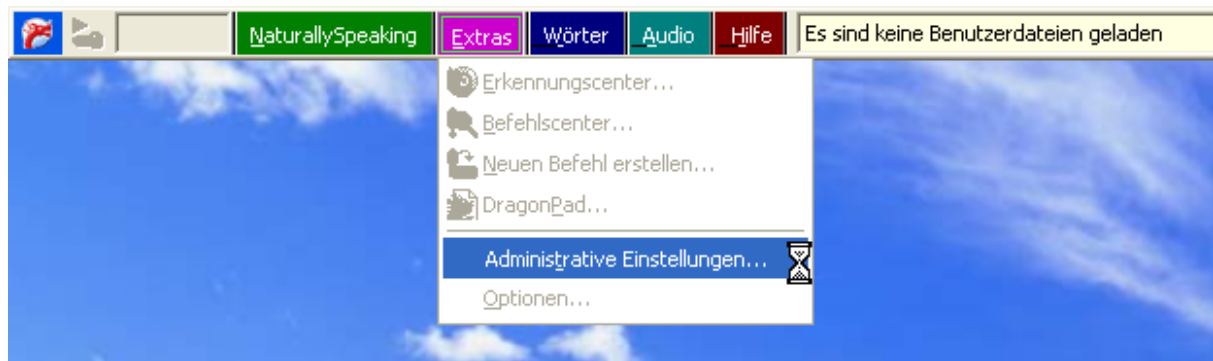 NaturallySpeaking Extras Wörter Audio Hilfe Es sind keine Benutzerdateien geladen
Erkennungscenter...
Befehlscenter...
Neuen Befehl erstellen...
DragonPad...
Administrative Einstellungen...
Optionen...